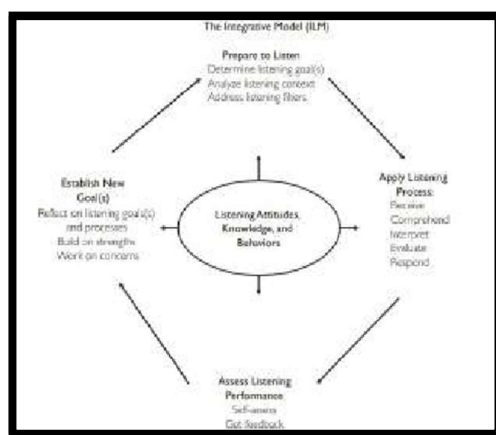 The Integrative Model (ILM)
Prepare to Listen
Determine listening goal(s)
Analyze listening context
Address listening filters
Establish New
Goal(s)
Reflect on listening goals(s)
and processes
Build on strengths
Work on concerns
Listening Attitudes,
Knowledge, and
Behaviors
Apply Listening
Process:
Receive
Comprehend
Interpret
Evaluate
Respond
Assess Listening
Performance
Self-assess
Get feedback